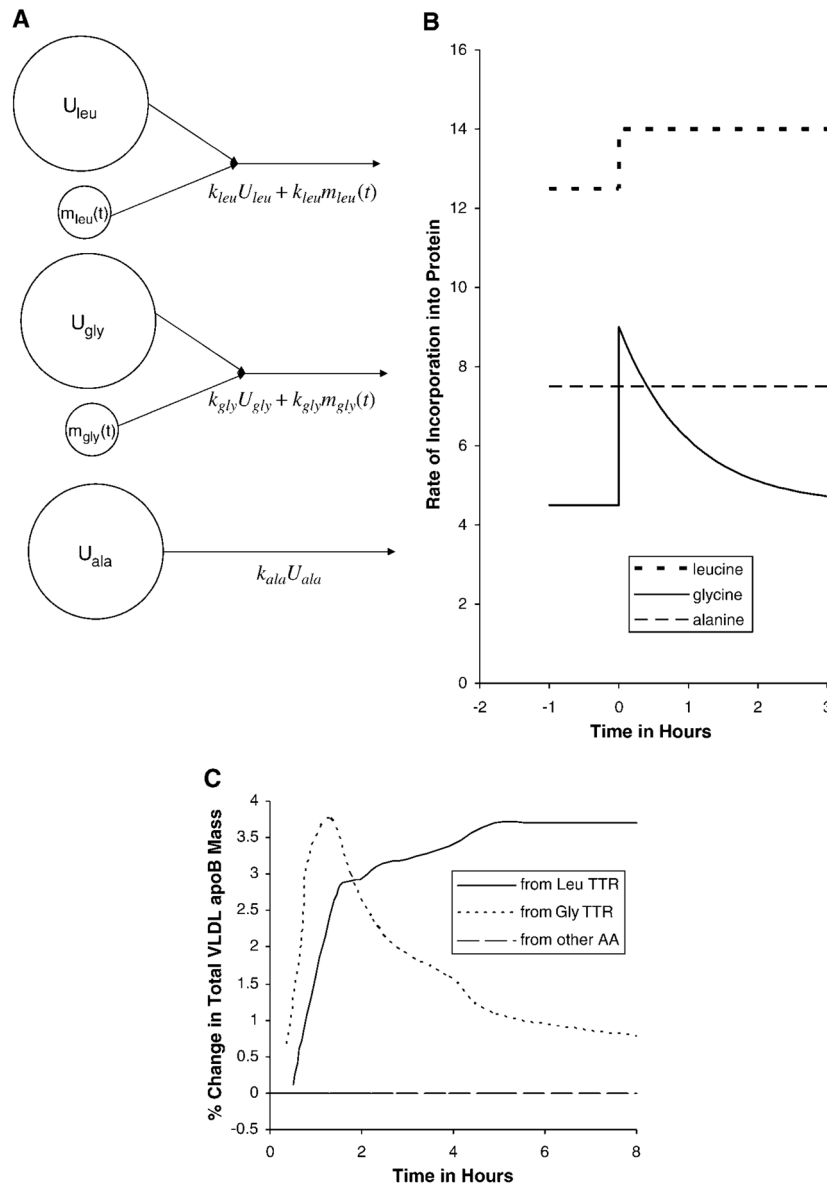 A
U_leu
m_leu(t)
k_leu U_leu + k_leu m_leu(t)
U_gly
m_gly(t)
k_gly U_gly + k_gly m_gly(t)
U_ala
k_ala U_ala
B
Rate of Incorporation into Protein
16
14
12
10
8
6
4
2
0
leucine
glycine
alanine
-2
-1
0
1
2
3
Time in Hours
C
% Change in Total VLDL apoB Mass
4
3.5
3
2.5
2
1.5
1
0.5
0
-0.5
from Leu TTR
from Gly TTR
from other AA
0
2
4
6
8
Time in Hours